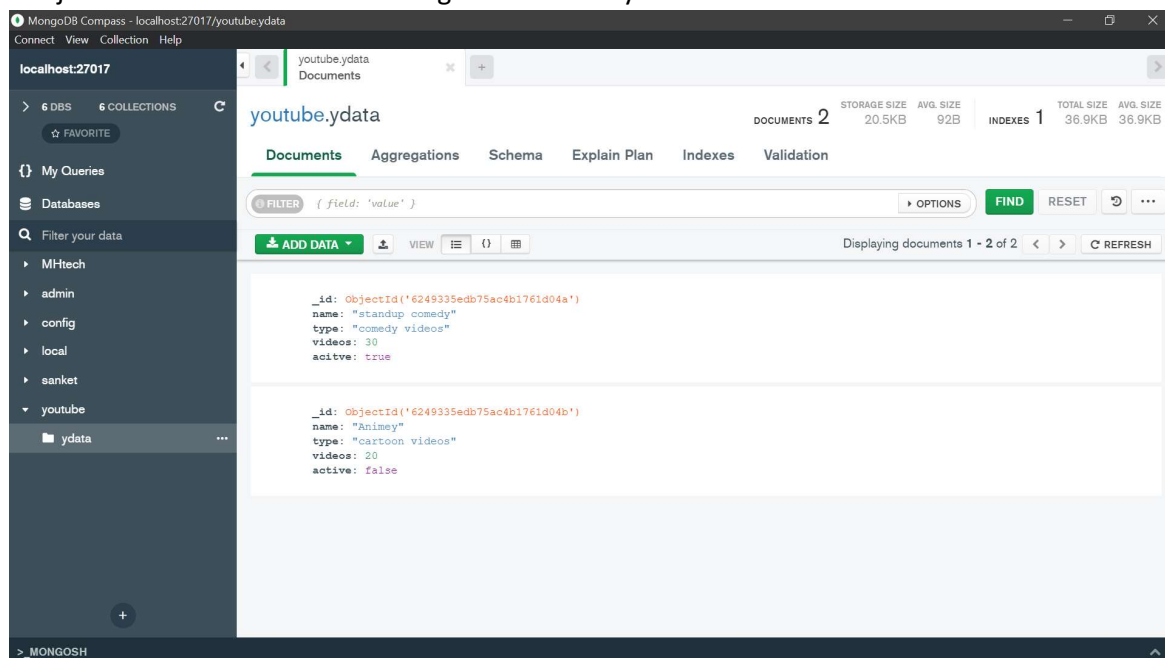 MongoDB Compass - localhost:27017/youtube.ydata
Connect View Collection Help
localhost:27017
6 DBS 6 COLLECTIONS
FAVORITE
{} My Queries
Databases
Filter your data
MHtech
admin
config
local
sanket
youtube
ydata
>_MONGOSH
youtube.ydata
Documents
youtube.ydata
DOCUMENTS 2
STORAGE SIZE AVG. SIZE
20.5KB 92B
INDEXES 1
TOTAL SIZE AVG. SIZE
36.9KB 36.9KB
Documents Aggregations Schema Explain Plan Indexes Validation
FILTER { field: 'value' } OPTIONS FIND RESET
ADD DATA VIEW {} Displaying documents 1 - 2 of 2 REFRESH
_id: ObjectId('6249335edb75ac4b1761d04a')
name: "standup comedy"
type: "comedy videos"
videos: 30
acitve: true
_id: ObjectId('6249335edb75ac4b1761d04b')
name: "Animey"
type: "cartoon videos"
videos: 20
active: false